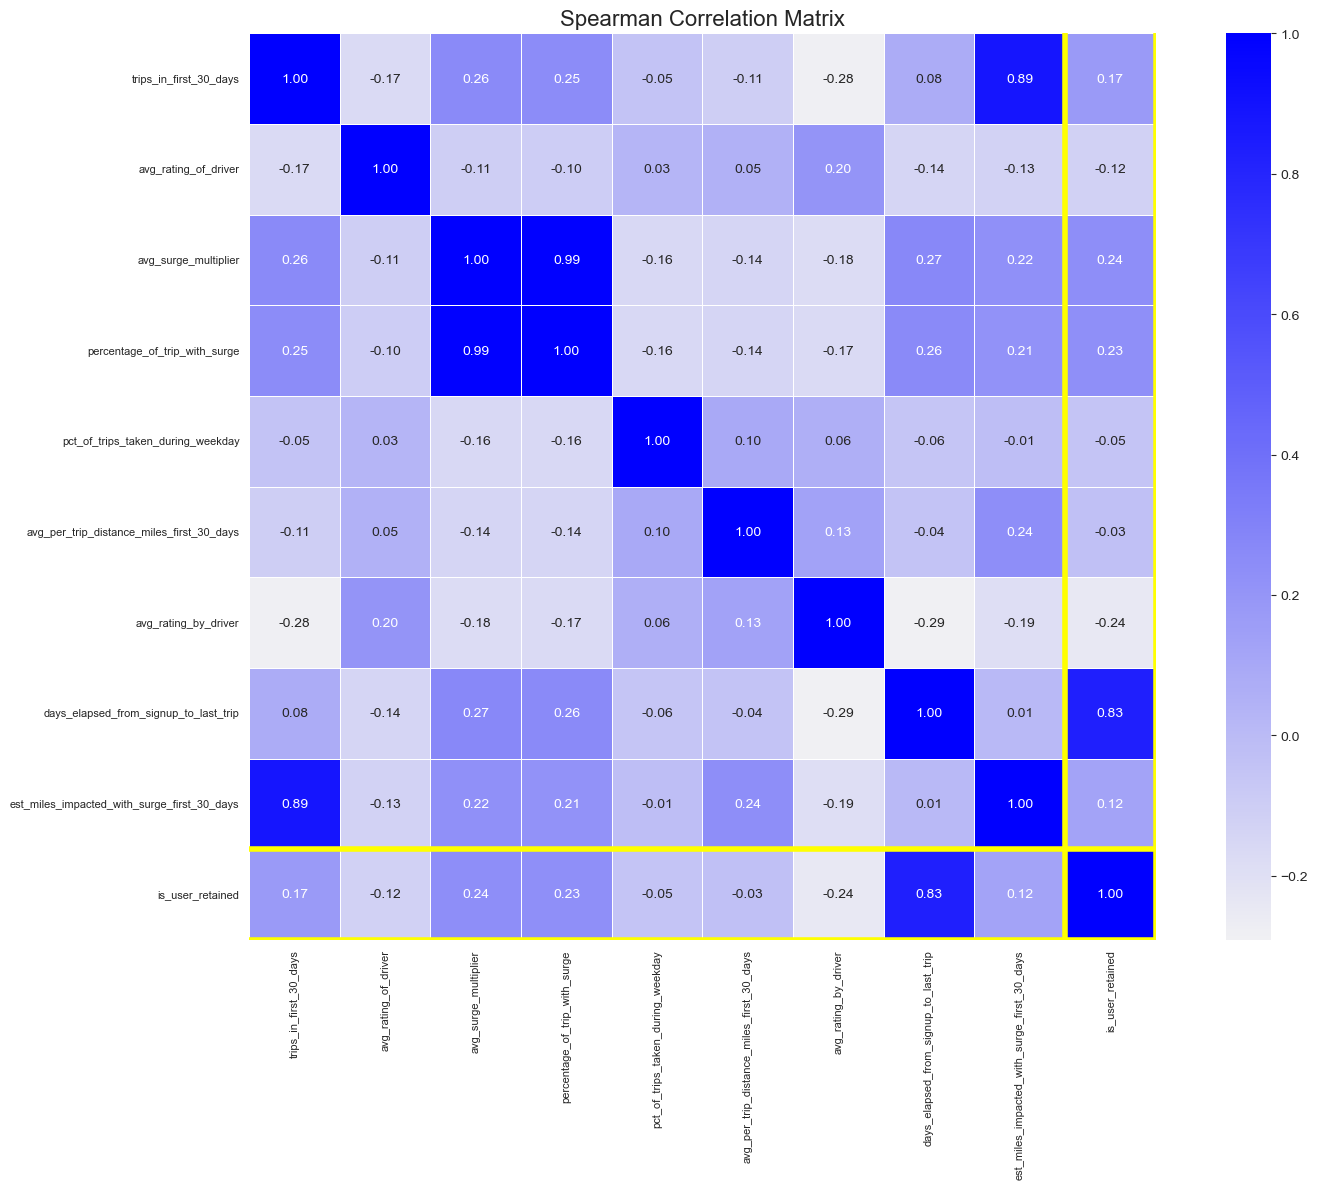 Spearman Correlation Matrix
trips_in_first_30_days 1.00 -0.17 0.26 0.25 -0.05 -0.11 -0.28 0.08 0.89 0.17
avg_rating_of_driver -0.17 1.00 -0.11 -0.10 0.03 0.05 0.20 -0.14 -0.13 -0.12
avg_surge_multiplier 0.26 -0.11 1.00 0.99 -0.16 -0.14 -0.18 0.27 0.22 0.24
percentage_of_trip_with_surge 0.25 -0.10 0.99 1.00 -0.16 -0.14 -0.17 0.26 0.21 0.23
pct_of_trips_taken_during_weekday -0.05 0.03 -0.16 -0.16 1.00 0.10 0.06 -0.06 -0.01 -0.05
avg_per_trip_distance_miles_first_30_days -0.11 0.05 -0.14 -0.14 0.10 1.00 0.13 -0.04 0.24 -0.03
avg_rating_by_driver -0.28 0.20 -0.18 -0.17 0.06 0.13 1.00 -0.29 -0.19 -0.24
days_elapsed_from_signup_to_last_trip 0.08 -0.14 0.27 0.26 -0.06 -0.04 -0.29 1.00 0.01 0.83
est_miles_impacted_with_surge_first_30_days 0.89 -0.13 0.22 0.21 -0.01 0.24 -0.19 0.01 1.00 0.12
is_user_retained 0.17 -0.12 0.24 0.23 -0.05 -0.03 -0.24 0.83 0.12 1.00
trips_in_first_30_days
avg_rating_of_driver
avg_surge_multiplier
percentage_of_trip_with_surge
pct_of_trips_taken_during_weekday
avg_per_trip_distance_miles_first_30_days
avg_rating_by_driver
days_elapsed_from_signup_to_last_trip
est_miles_impacted_with_surge_first_30_days
is_user_retained
1.0
0.8
0.6
0.4
0.2
0.0
−0.2